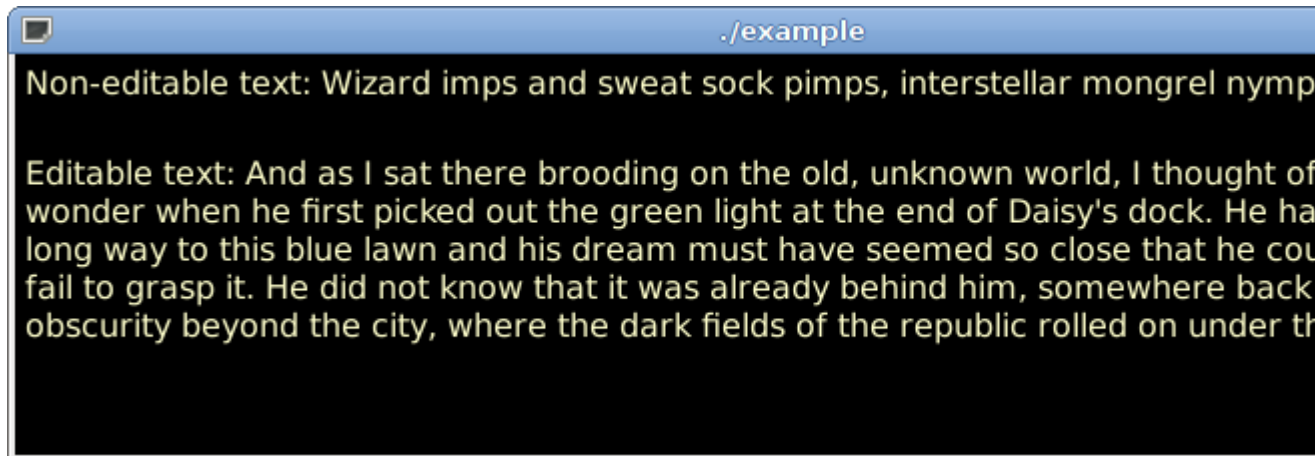 ./example
Non-editable text: Wizard imps and sweat sock pimps, interstellar mongrel nymp
Editable text: And as I sat there brooding on the old, unknown world, I thought of
wonder when he first picked out the green light at the end of Daisy's dock. He ha
long way to this blue lawn and his dream must have seemed so close that he cou
fail to grasp it. He did not know that it was already behind him, somewhere back
obscurity beyond the city, where the dark fields of the republic rolled on under th